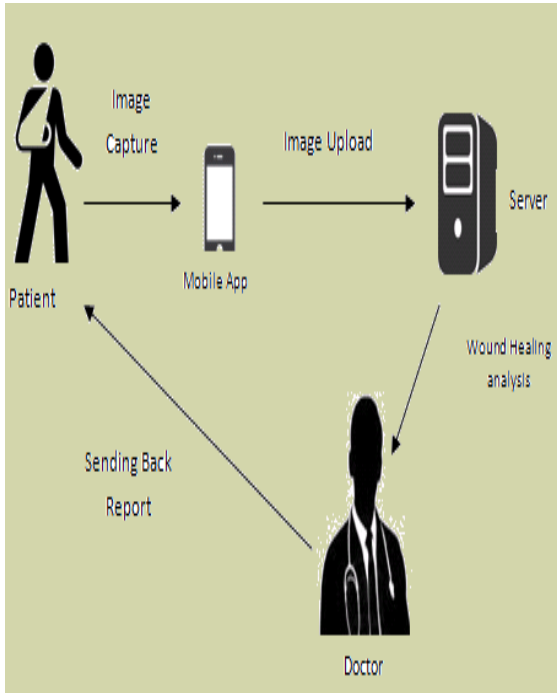 Image
Capture
Image Upload
Server
Mobile App
Patient
Wound Healing
analysis
Sending Back
Report
Doctor